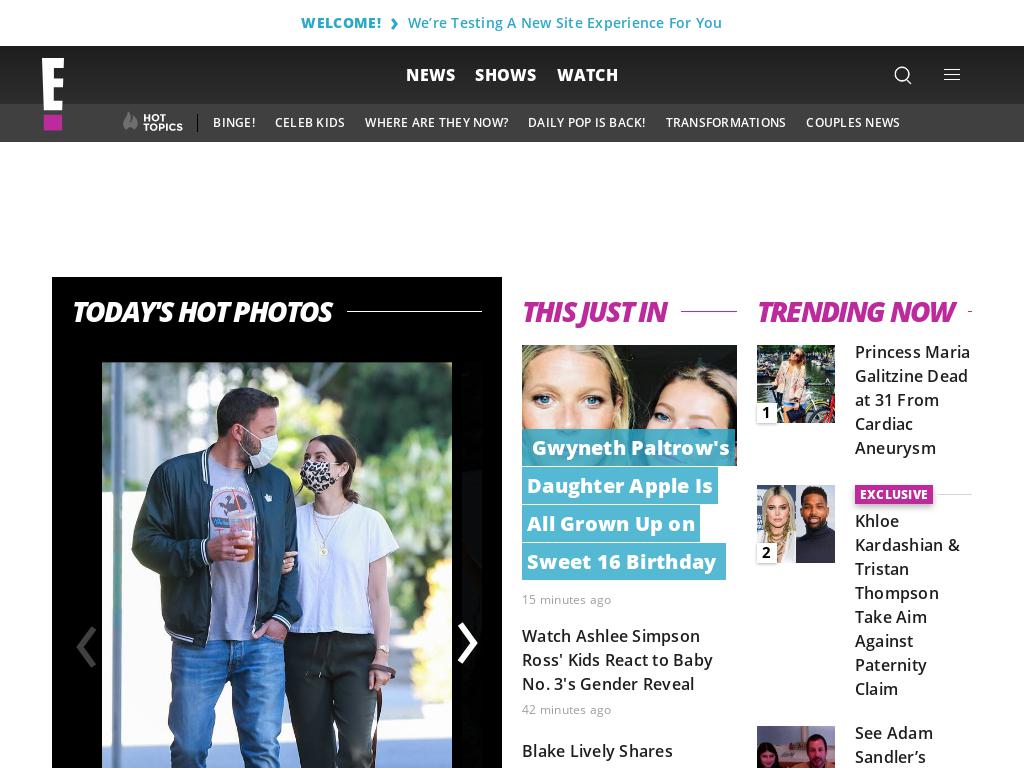 WELCOME! We're Testing A New Site Experience For You
E
NEWS SHOWS WATCH
HOT
TOPICS
BINGE! CELEB KIDS WHERE ARE THEY NOW? DAILY POP IS BACK! TRANSFORMATIONS COUPLES NEWS
TODAY'S HOT PHOTOS
THIS JUST IN
Gwyneth Paltrow's
Daughter Apple Is
All Grown Up on
Sweet 16 Birthday
15 minutes ago
Watch Ashlee Simpson
Ross' Kids React to Baby
No. 3's Gender Reveal
42 minutes ago
Blake Lively Shares
TRENDING NOW
1
Princess Maria
Galitzine Dead
at 31 From
Cardiac
Aneurysm
2
EXCLUSIVE
Khloe
Kardashian &
Tristan
Thompson
Take Aim
Against
Paternity
Claim
See Adam
Sandler’s